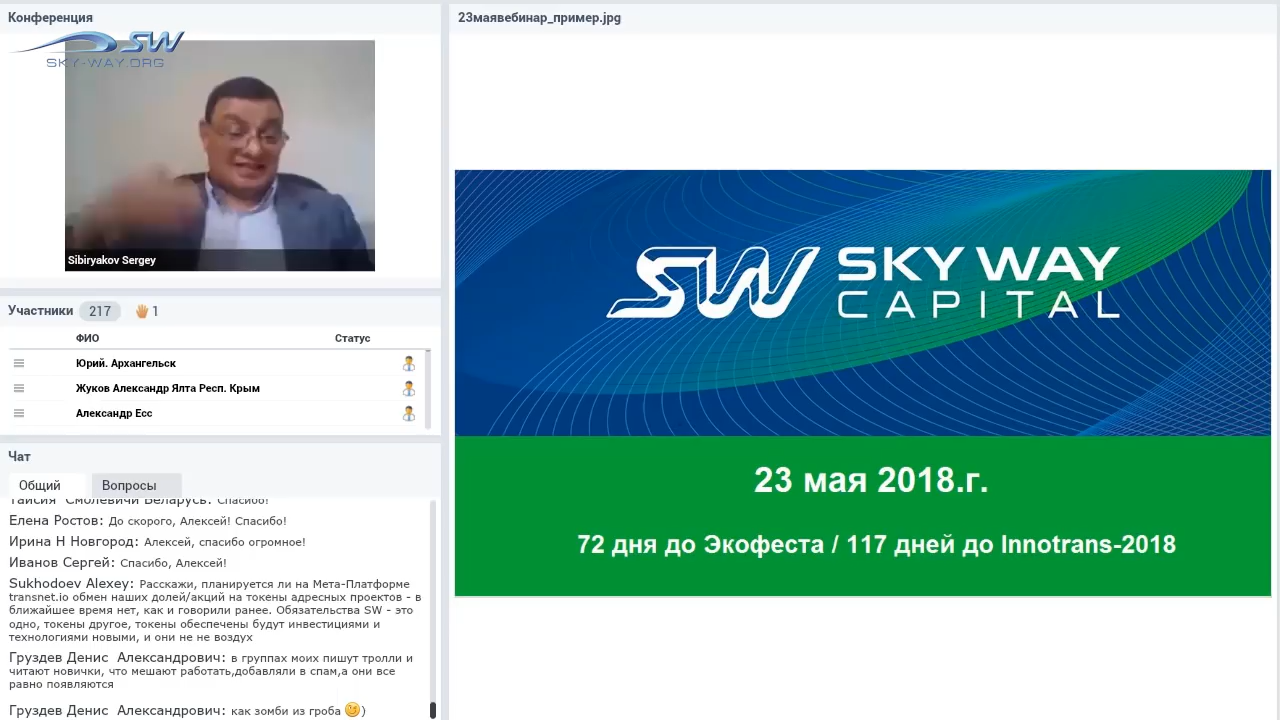 Конференция
SW
SKY-WAY.ORG
Sibiryakov Sergey
Участники 217 1
ФИО Статус
Юрий. Архангельск
Жуков Александр Ялта Респ. Крым
Александр Есс
Чат
Общий Вопросы
Таисия Смолевичи Беларусь: Спасибо!
Елена Ростов: До скорого, Алексей! Спасибо!
Ирина Н Новгород: Алексей, спасибо огромное!
Иванов Сергей: Спасибо, Алексей!
Sukhodoev Alexey: Расскажи, планируется ли на Мета-Платформе
transnet.io обмен наших долей/акций на токены адресных проектов - в
ближайшее время нет, как и говорили ранее. Обязательства SW - это
одно, токены другое, токены обеспечены будут инвестициями и
технологиями новыми, и они не не воздух
Груздев Денис Александрович: в группах моих пишут тролли и
читают новички, что мешают работать,добавляли в спам,а они все
равно появляются
Груздев Денис Александрович: как зомби из гроба )
23маявебинар_пример.jpg
SW SKY WAY
CAPITAL
23 мая 2018.г.
72 дня до Экофеста / 117 дней до Innotrans-2018